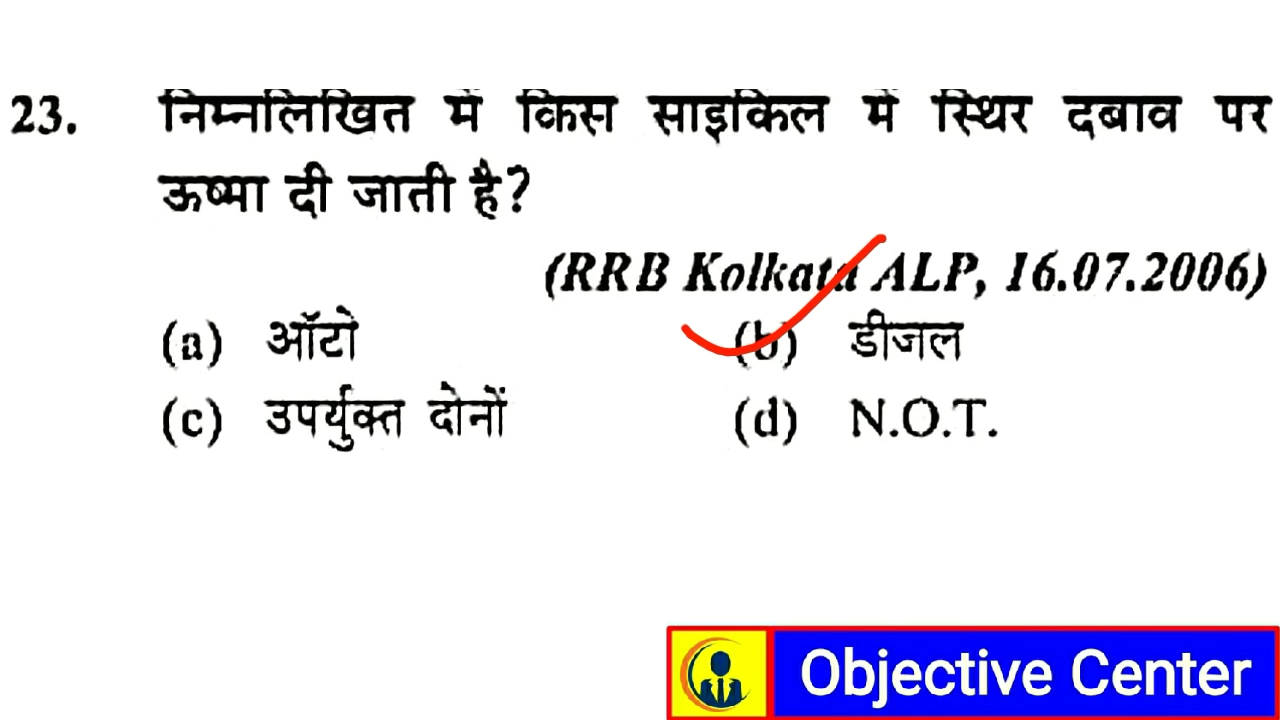 23. निम्नलिखित में किस साइकिल में स्थिर दबाव पर
ऊष्मा दी जाती है?
(RRB Kolkata ALP, 16.07.2006)
(a) ऑटो (b) डीजल
(c) उपर्युक्त दोनों (d) N.O.T.
Objective Center